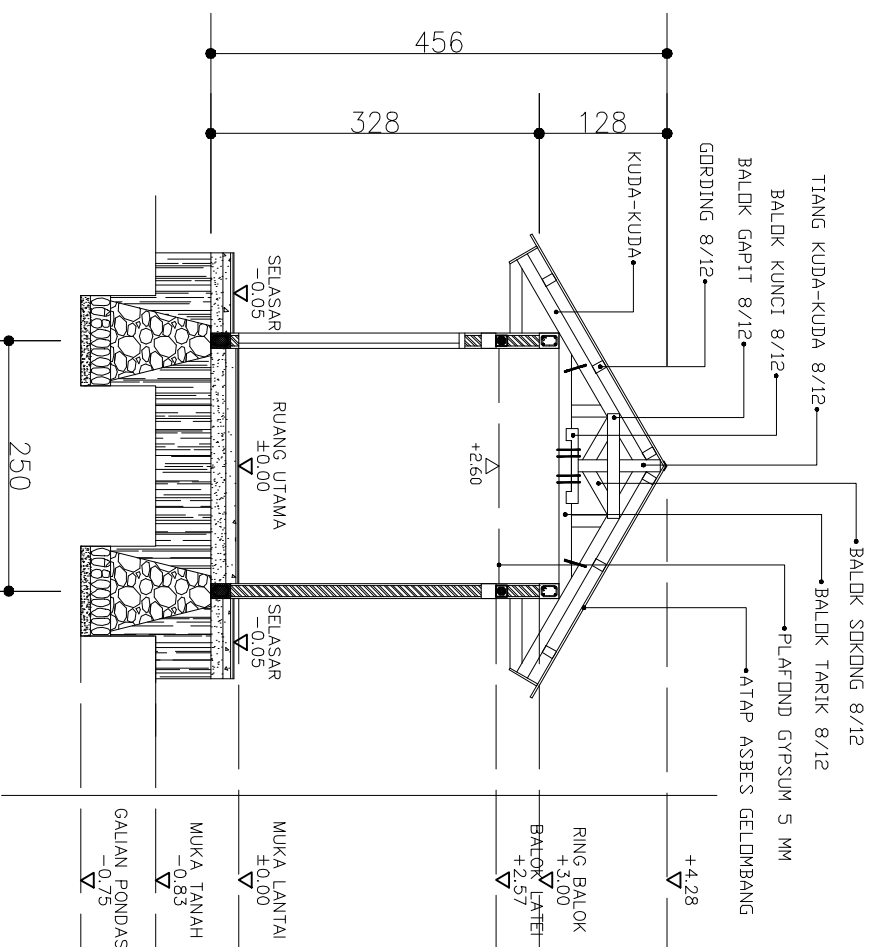 456
328
128
TIANG KUDA-KUDA 8/12
BALOK KUNCI 8/12
BALOK GAPIT 8/12
GORDING 8/12
KUDA-KUDA
BALOK SOKONG 8/12
BALOK TARIK 8/12
PLAFOND GYPSUM 5 MM
ATAP ASBES GELOMBANG
SELASAR
-0.05
RUANG UTAMA
±0.00
+2.60
SELASAR
-0.05
250
+4.28
RING BALOK
+3.00
BALOK LATEI
+2.57
MUKA LANTAI
±0.00
MUKA TANAH
-0.83
GALIAN PONDAS
-0.75